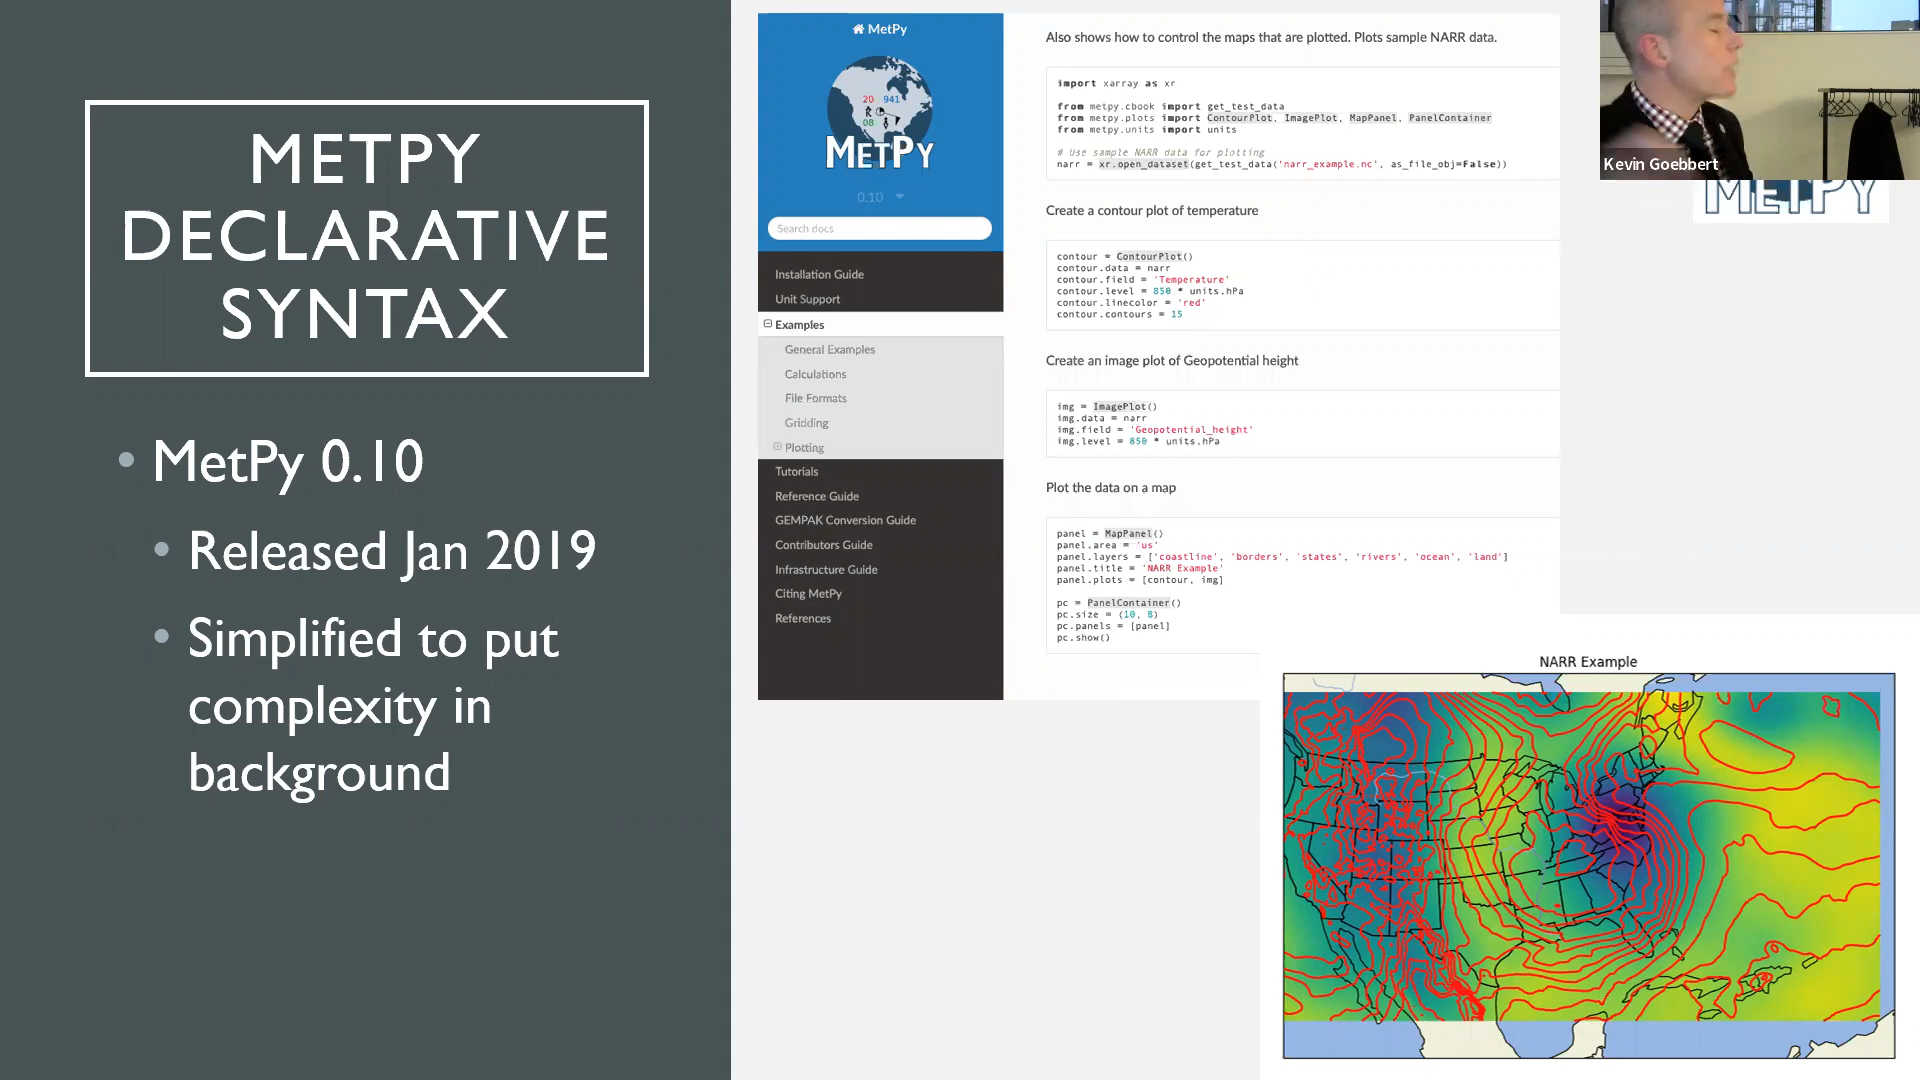 METPY
DECLARATIVE
SYNTAX
• MetPy 0.10
• Released Jan 2019
• Simplified to put
complexity in
background
MetPy
20 941
08
METPY
0.10
Search docs
Installation Guide
Unit Support
Examples
General Examples
Calculations
File Formats
Gridding
Plotting
Tutorials
Reference Guide
GEMPAK Conversion Guide
Contributors Guide
Infrastructure Guide
Citing MetPy
References
Also shows how to control the maps that are plotted. Plots sample NARR data.
import xarray as xr
from metpy.cbook import get_test_data
from metpy.plots import ContourPlot, ImagePlot, MapPanel, PanelContainer
from metpy.units import units
# Use sample NARR data for plotting
narr = xr.open_dataset(get_test_data('narr_example.nc', as_file_obj=False))
Create a contour plot of temperature
contour = ContourPlot()
contour.data = narr
contour.field = 'Temperature'
contour.level = 850 * units.hPa
contour.linecolor = 'red'
contour.contours = 15
Create an image plot of Geopotential height
img = ImagePlot()
img.data = narr
img.field = 'Geopotential_height'
img.level = 850 * units.hPa
Plot the data on a map
panel = MapPanel()
panel.area = 'us'
panel.layers = ['coastline', 'borders', 'states', 'rivers', 'ocean', 'land']
panel.title = 'NARR Example'
panel.plots = [contour, img]
pc = PanelContainer()
pc.size = (10, 8)
pc.panels = [panel]
pc.show()
Kevin Goebbert
METPY
NARR Example